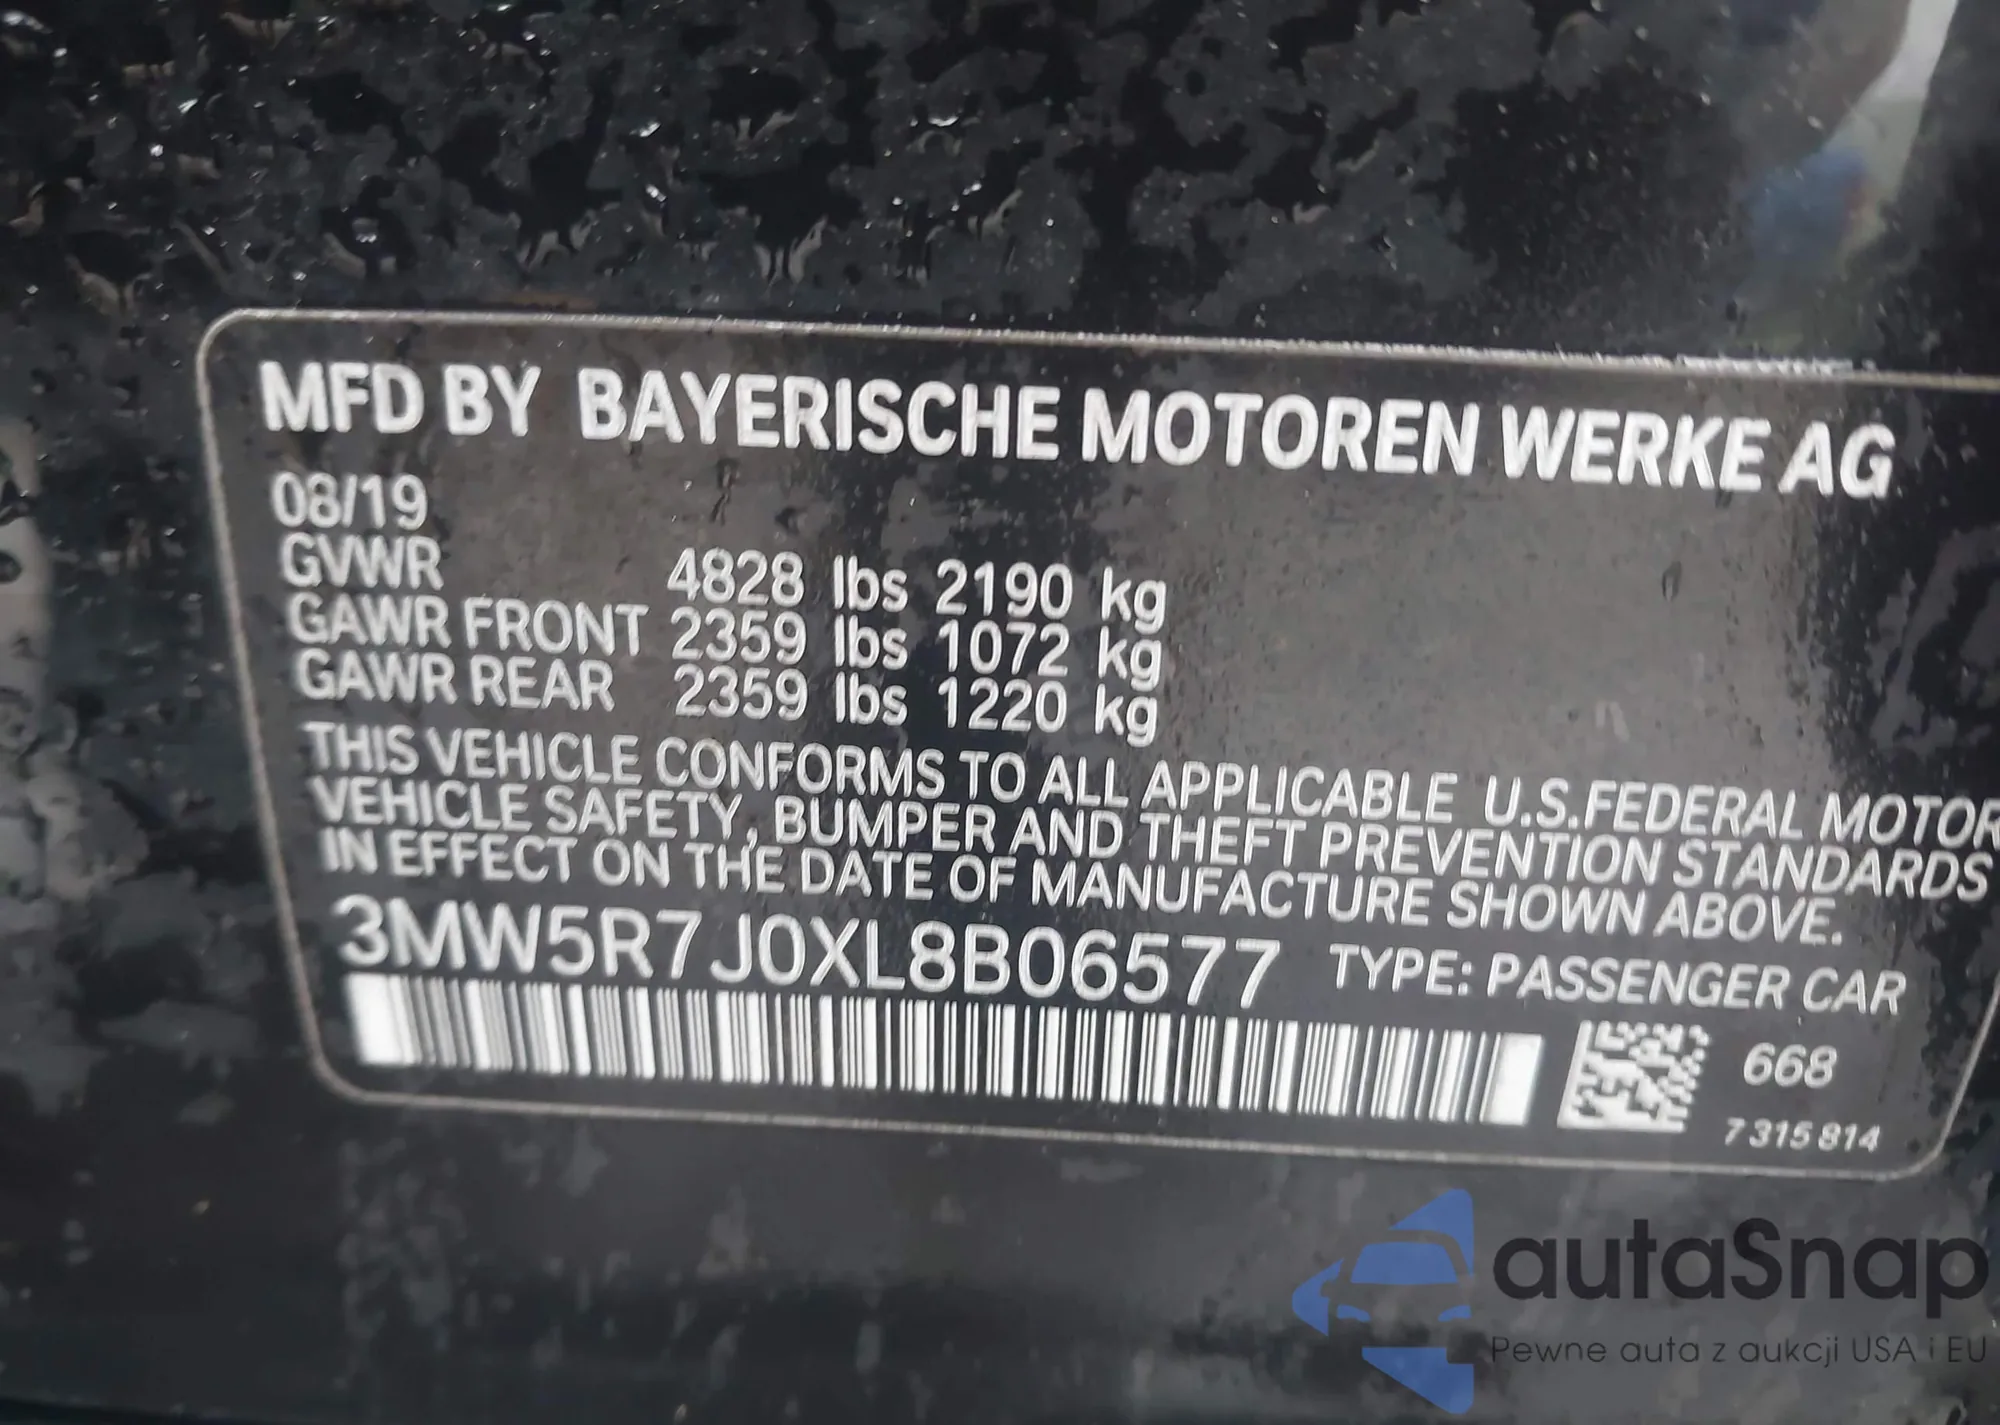 MFD BY BAYERISCHE MOTOREN WERKE AG
08/19
GVWR 4828 lbs 2190 kg
GAWR FRONT 2359 lbs 1072 kg
GAWR REAR 2359 lbs 1220 kg
THIS VEHICLE CONFORMS TO ALL APPLICABLE U.S.FEDERAL MOTOR
VEHICLE SAFETY, BUMPER AND THEFT PREVENTION STANDARDS
IN EFFECT ON THE DATE OF MANUFACTURE SHOWN ABOVE.
3MW5R7J0XL8B06577 TYPE: PASSENGER CAR
668
7 315 814
autaSnap
Pewne auta z aukcji USA i EU